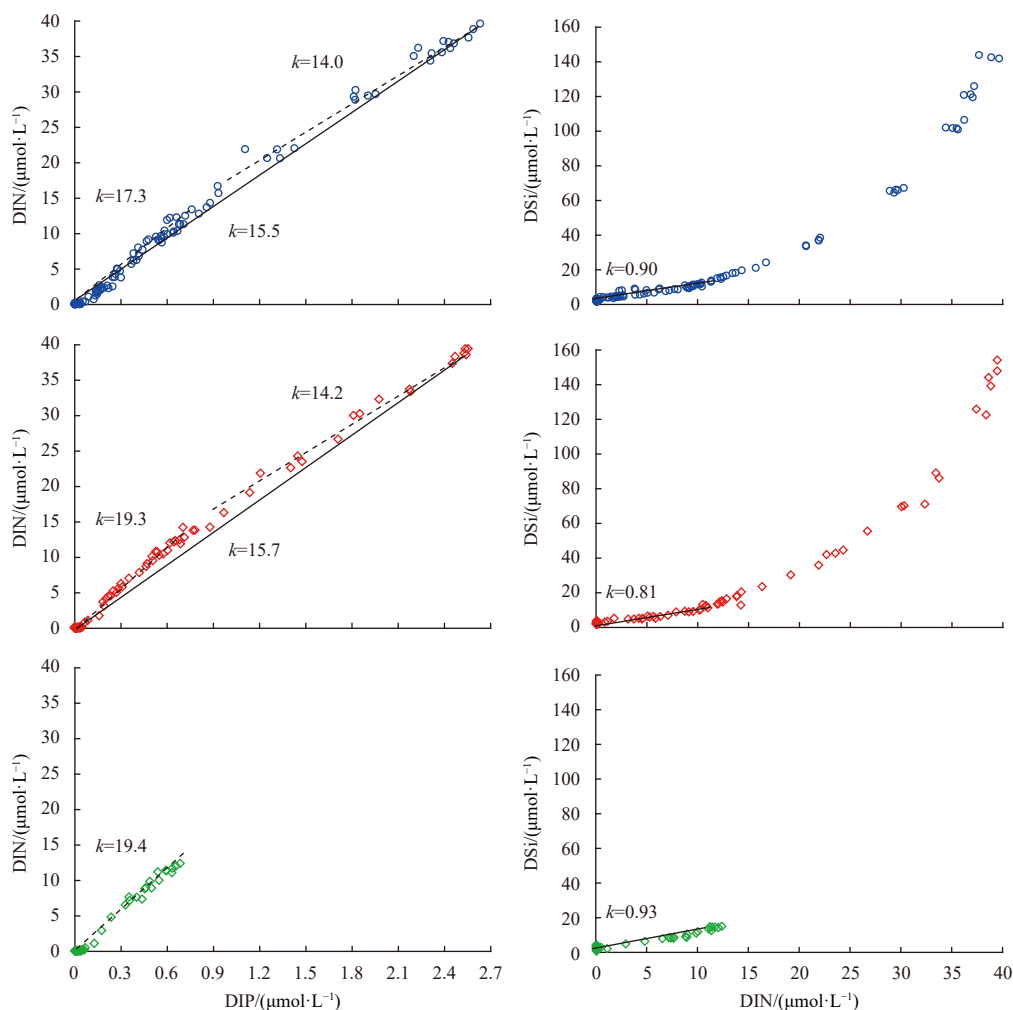 40
35
30
25
20
15
10
5
0
DIN/(μmol·L⁻¹)
k=14.0
k=17.3
k=15.5
160
140
120
100
80
60
40
20
0
DSi/(μmol·L⁻¹)
k=0.90
40
35
30
25
20
15
10
5
0
DIN/(μmol·L⁻¹)
k=14.2
k=19.3
k=15.7
160
140
120
100
80
60
40
20
0
DSi/(μmol·L⁻¹)
k=0.81
40
35
30
25
20
15
10
5
0
DIN/(μmol·L⁻¹)
k=19.4
0 0.3 0.6 0.9 1.2 1.5 1.8 2.1 2.4 2.7
DIP/(μmol·L⁻¹)
160
140
120
100
80
60
40
20
0
DSi/(μmol·L⁻¹)
k=0.93
0 5 10 15 20 25 30 35 40
DIN/(μmol·L⁻¹)